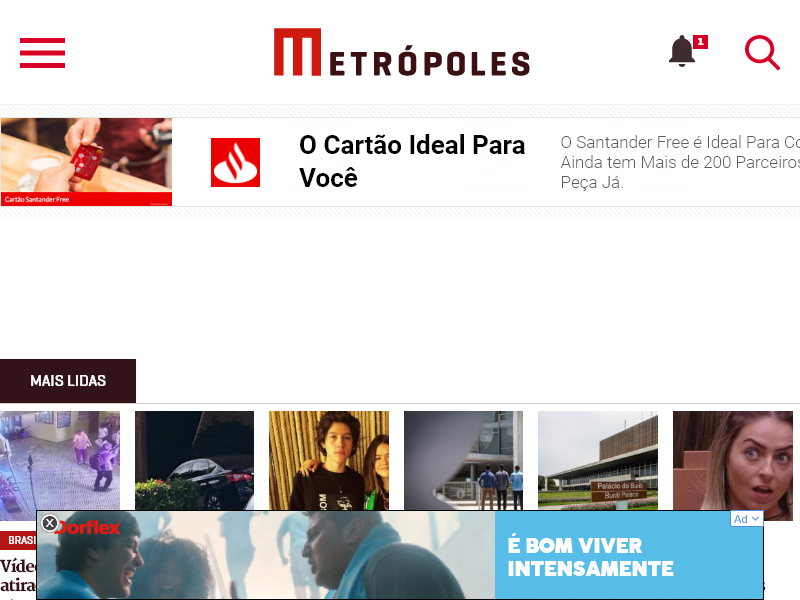 METRÓPOLES
1
O Cartão Ideal Para
Você
O Santander Free é Ideal Para Co
Ainda tem Mais de 200 Parceiros
Peça Já.
Cartão Santander Free
MAIS LIDAS
Palácio do Buriti
Buriti Palace
Dorflex
Ad
É BOM VIVER
INTENSAMENTE
BRASI
Víde
atira